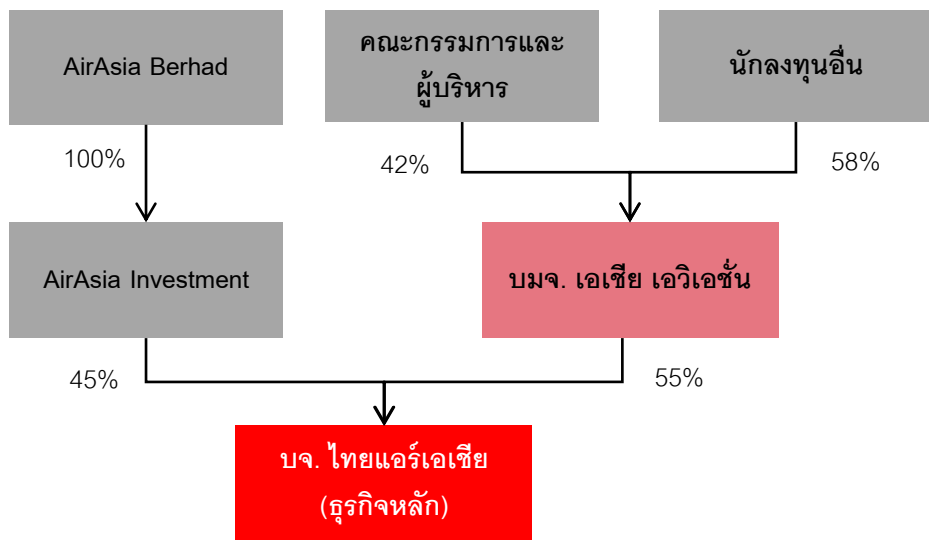 AirAsia Berhad
คณะกรรมการและ
ผู้บริหาร
นักลงทุนอื่น
100%
42%
58%
AirAsia Investment
บมจ. เอเชีย เอวิเอชั่น
45%
55%
บจ. ไทยแอร์เอเชีย
(ธุรกิจหลัก)